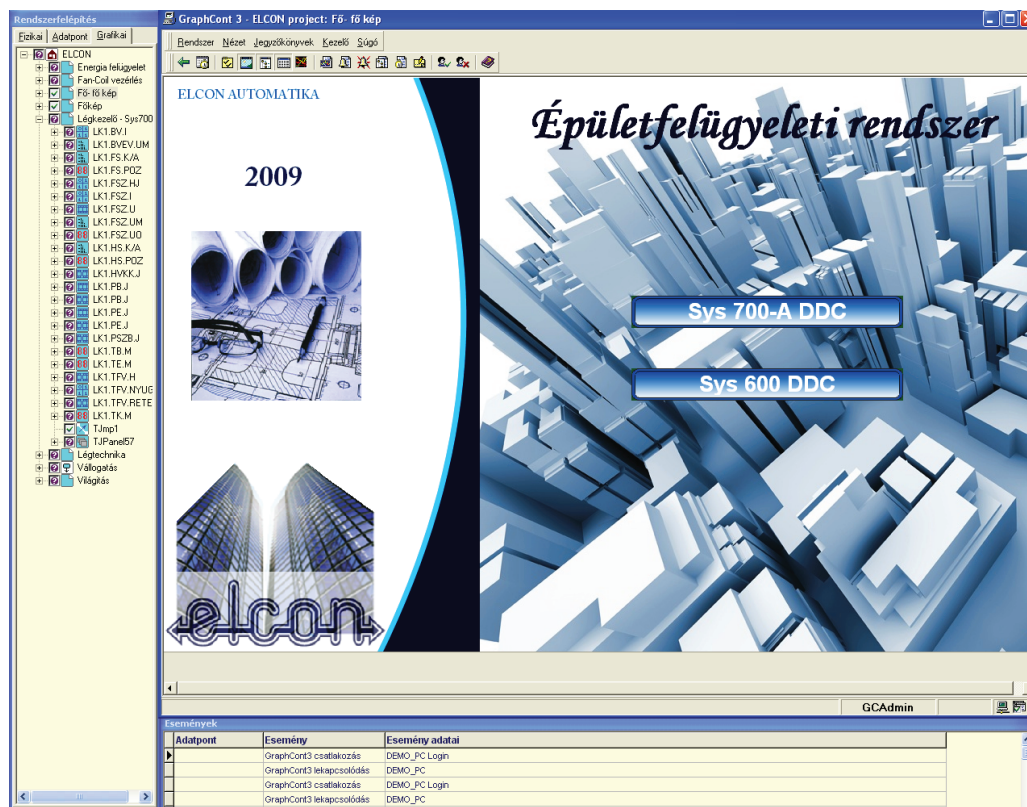 Rendszerfelépítés
Fizikai Adatpont Grafikai
ELCON
Energia felügyelet
Fan-Coil vezérlés
Fő- fő kép
Főkép
Légkezelő - Sys700
LK1.BV.I
LK1.BVEV.UM
LK1.FS.K/A
LK1.FS.POZ
LK1.FSZ.HJ
LK1.FSZ.I
LK1.FSZ.U
LK1.FSZ.UM
LK1.FSZ.UO
LK1.HS.K/A
LK1.HS.POZ
LK1.HVKK.J
LK1.PB.J
LK1.PB.J
LK1.PE.J
LK1.PE.J
LK1.PSZB.J
LK1.TB.M
LK1.TE.M
LK1.TFV.H
LK1.TFV.NYUG
LK1.TFV.RETE
LK1.TK.M
TJmp1
TJPanel57
Légtechnika
Válogatás
Világítás
GraphCont 3 - ELCON project: Fő- fő kép
Rendszer Nézet Jegyzőkönyvek Kezelő Súgó
ELCON AUTOMATIKA
2009
elcon
Épületfelügyeleti rendszer
Sys 700-A DDC
Sys 600 DDC
GCAdmin
Események
Adatpont Esemény Esemény adatai
GraphCont3 csatlakozás DEMO_PC Login
GraphCont3 lekapcsolódás DEMO_PC
GraphCont3 csatlakozás DEMO_PC Login
GraphCont3 lekapcsolódás DEMO_PC